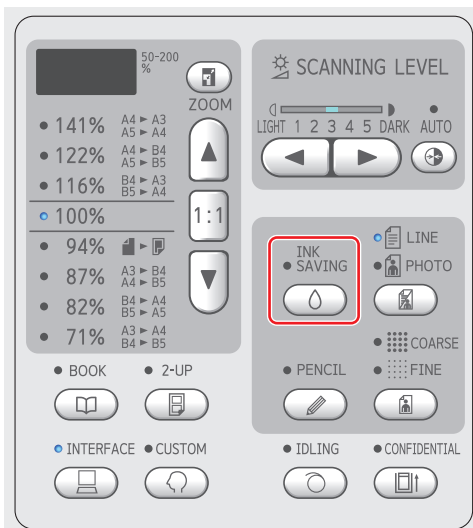 50-200
%
ZOOM
141% A4 ► A3
A5 ► A4
122% A4 ► B4
A5 ► B5
116% B4 ► A3
B5 ► A4
100%
94%
87% A3 ► B4
A4 ► B5
82% B4 ► A4
B5 ► A5
71% A3 ► A4
B4 ► B5
1:1
SCANNING LEVEL
LIGHT 1 2 3 4 5 DARK AUTO
INK
SAVING
LINE
PHOTO
COARSE
PENCIL
FINE
BOOK
2-UP
INTERFACE
CUSTOM
IDLING
CONFIDENTIAL